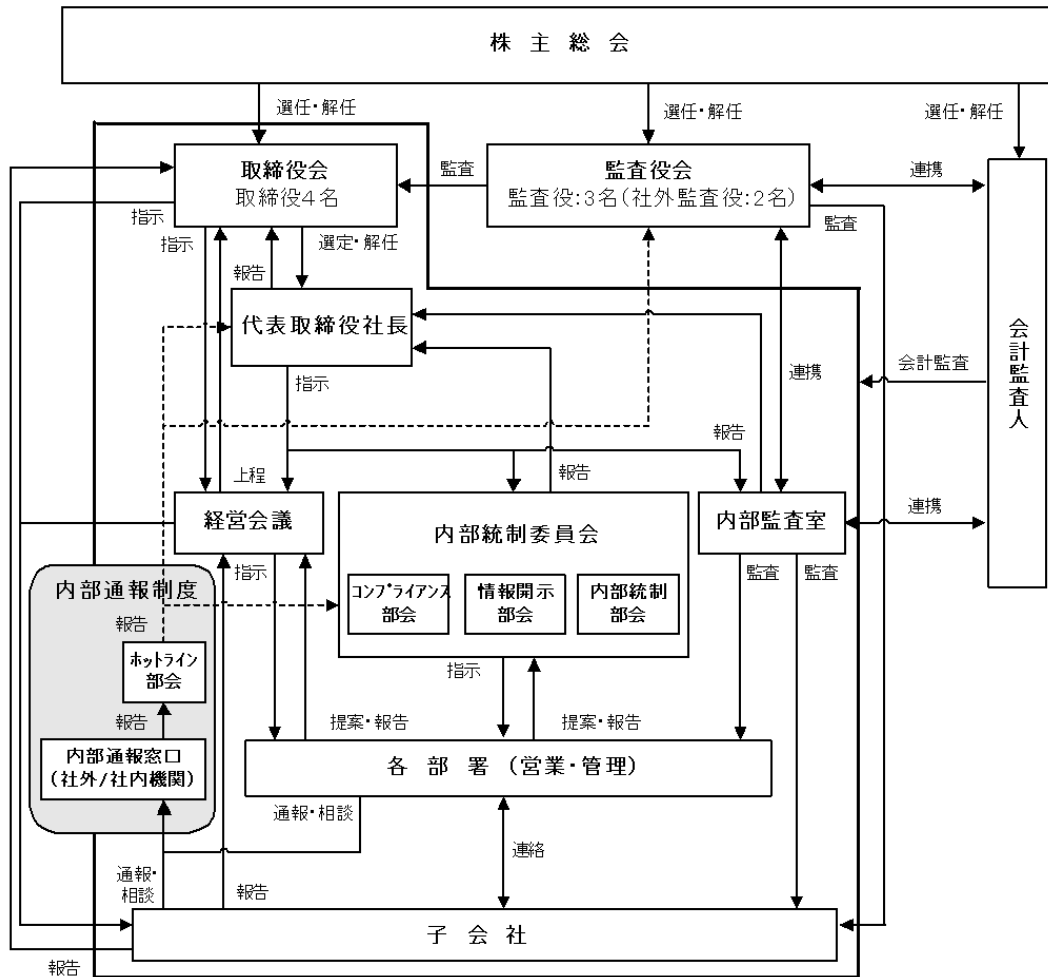 株主総会
選任・解任
選任・解任
選任・解任
取締役会
取締役4名
監査
監査役会
監査役:3名(社外監査役:2名)
連携
指示
指示
選定・解任
監査
報告
代表取締役社長
会計監査人
指示
連携
会計監査
報告
上程
報告
経営会議
内部統制委員会
内部監査室
連携
指示
監査
監査
内部通報制度
コンプライアンス
部会
情報開示
部会
内部統制
部会
報告
ホットライン
部会
指示
報告
提案・報告
提案・報告
内部通報窓口
(社外/社内機関)
各部署(営業・管理)
通報・相談
連絡
通報・
相談
報告
子会社
報告